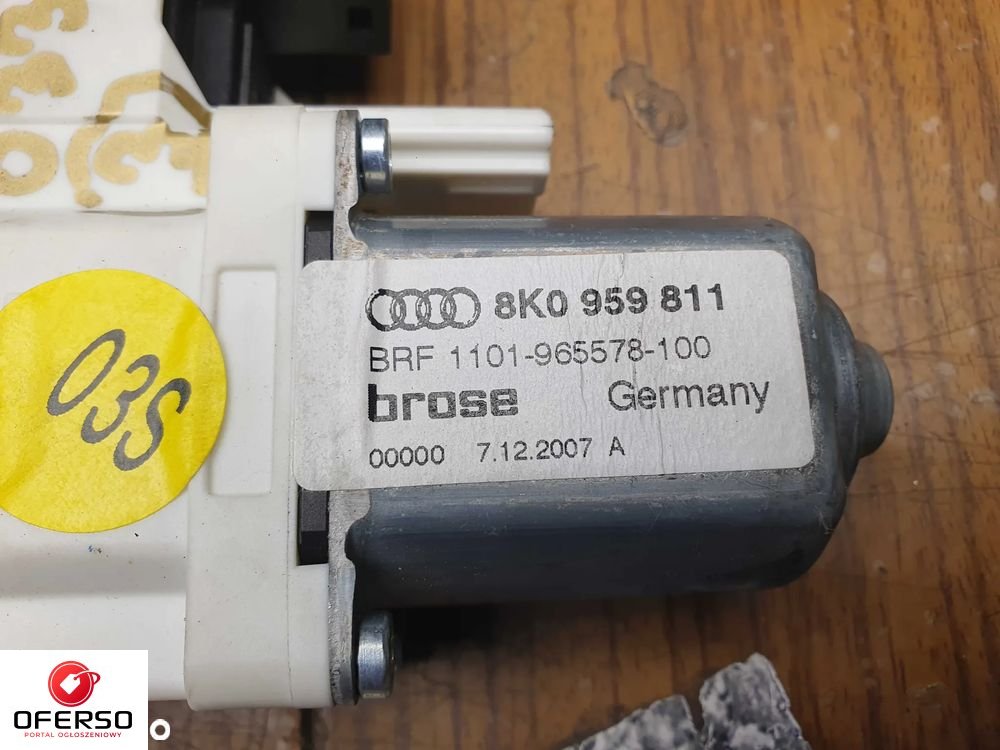 8K0 959 811
BRF 1101-965578-100
brose Germany
00000 7.12.2007 A
03S
OFERSO
PORTAL OGŁOSZENIOWY